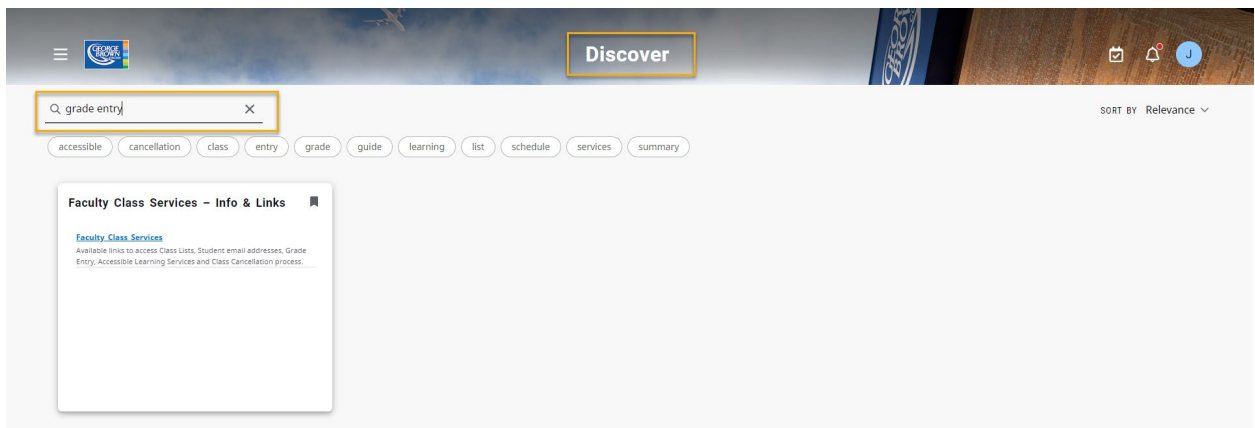 GEORGE
BROWN
Discover
J
grade entry
SORT BY Relevance
accessible cancellation class entry grade guide learning list schedule services summary
Faculty Class Services – Info & Links
Faculty Class Services
Available links to access Class Lists, Student email addresses, Grade
Entry, Accessible Learning Services and Class Cancellation process.